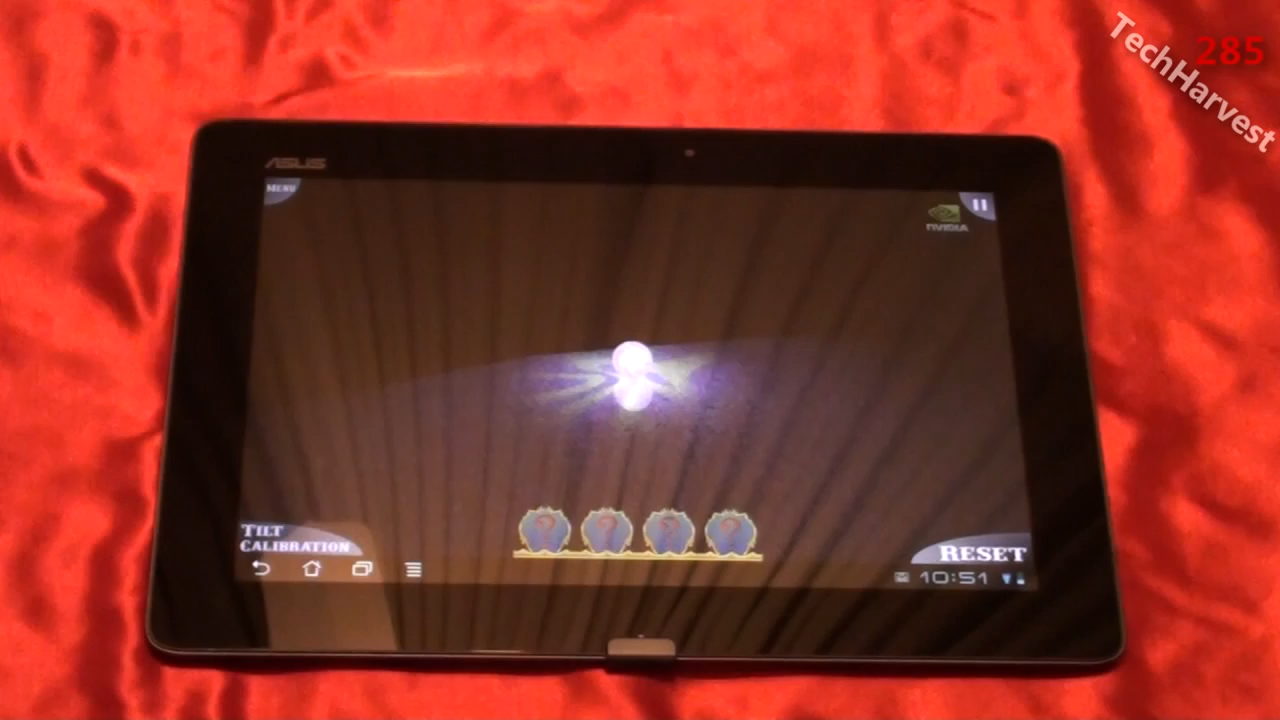 TechHarvest
285
ASUS
MENU
NVIDIA
TILT
CALIBRATION
RESET
10:51
? ? ? ?